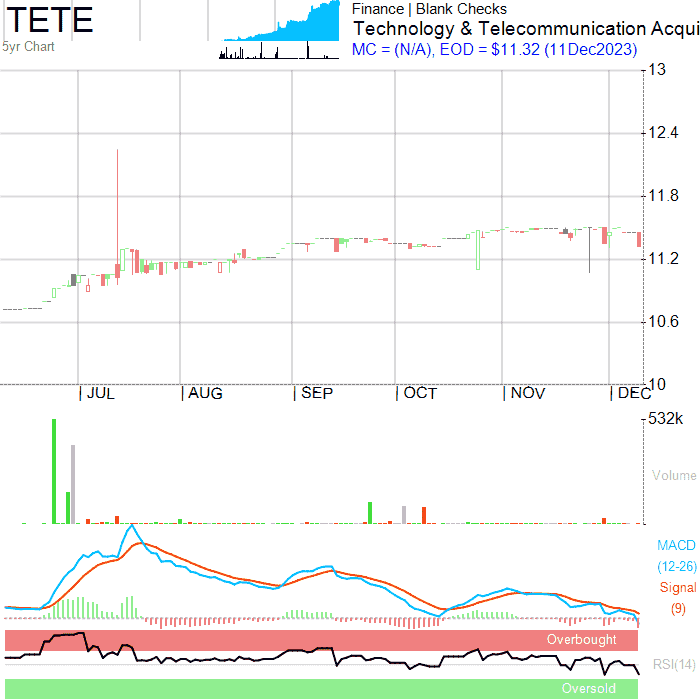 TETE
5yr Chart
Finance | Blank Checks
Technology & Telecommunication Acqui
MC = (N/A), EOD = $11.32 (11Dec2023)
13
12.4
11.8
11.2
10.6
10
| JUL | AUG | SEP | OCT | NOV | DEC
532k
Volume
MACD
(12-26)
Signal
(9)
Overbought
RSI(14)
Oversold